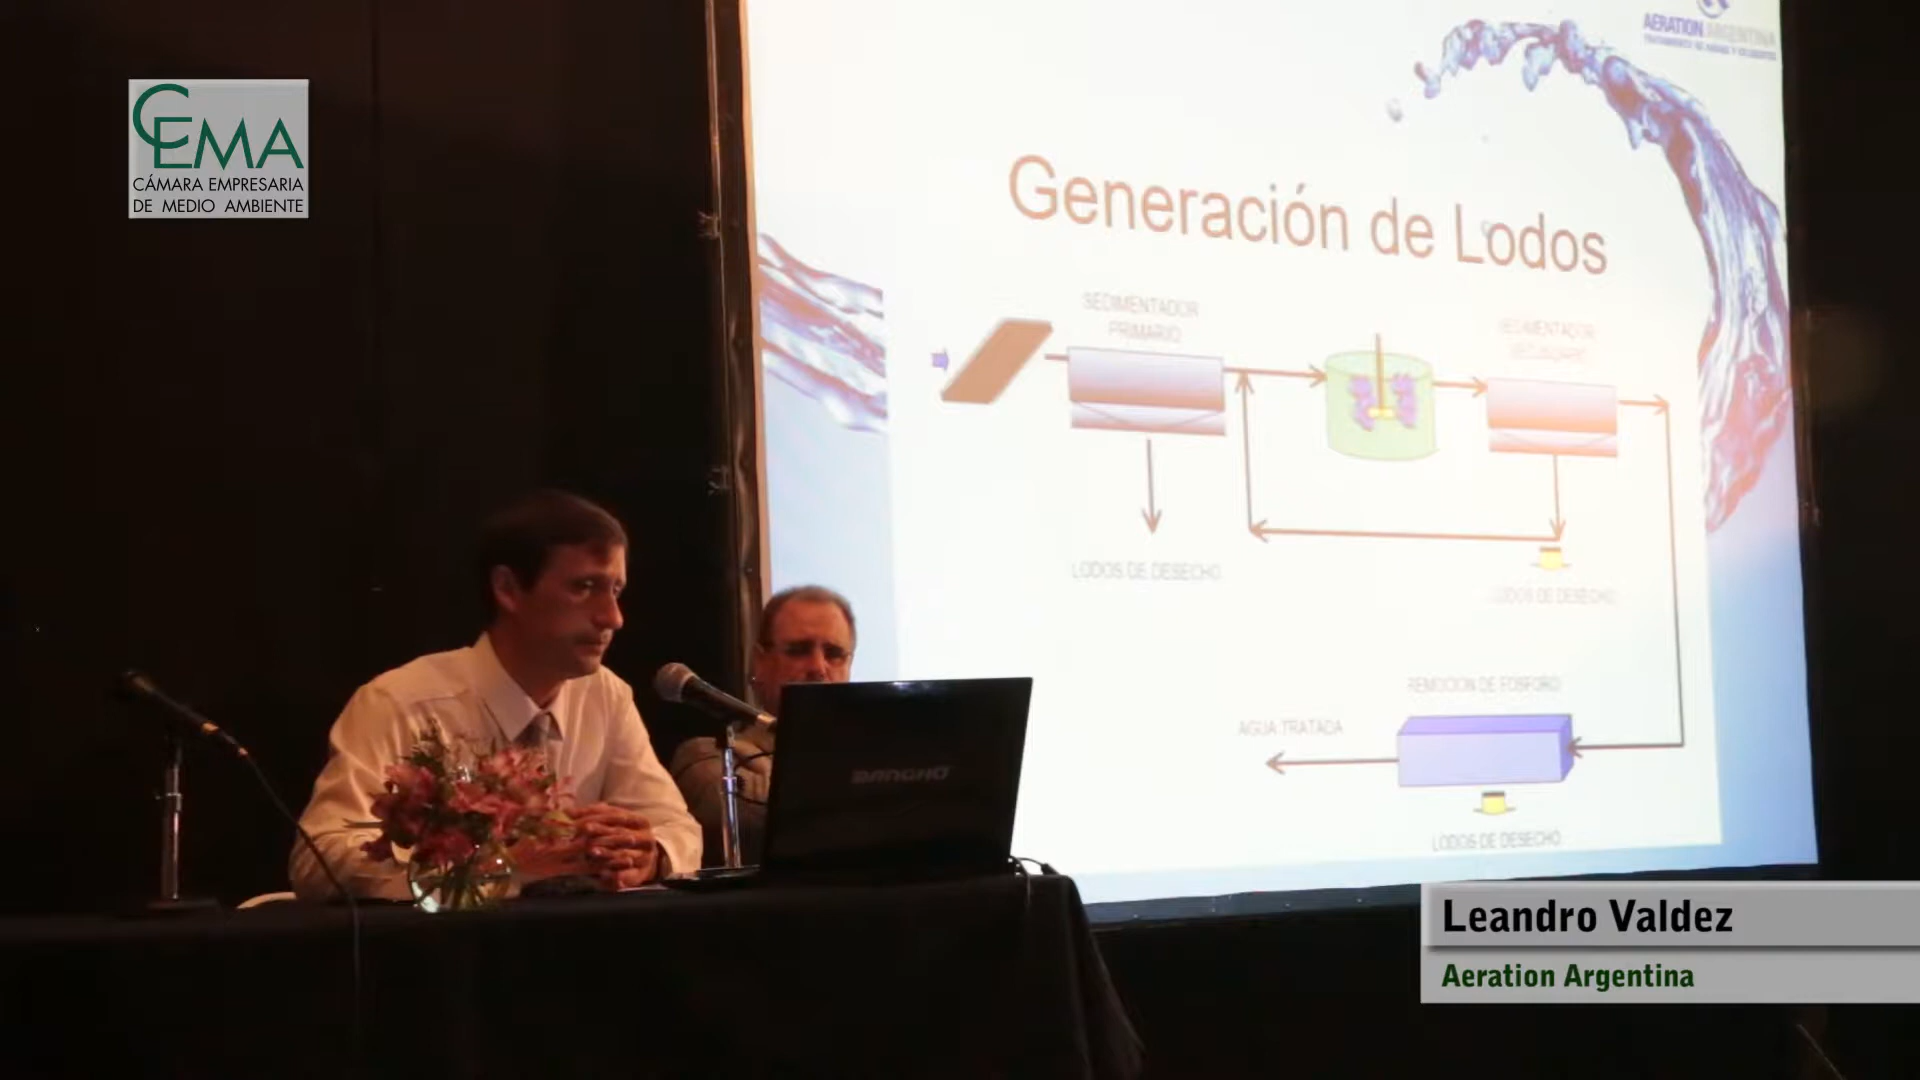 CEMA
CÁMARA EMPRESARIA
DE MEDIO AMBIENTE
AERATION ARGENTINA
Generación de Lodos
SEDIMENTADOR
PRIMARIO
SEDIMENTADOR
LODOS DE DESECHO
LODOS DE DESECHO
REMOCION DE FOSFORO
AGUA TRATADA
LODOS DE DESECHO
BANGHO
Leandro Valdez
Aeration Argentina